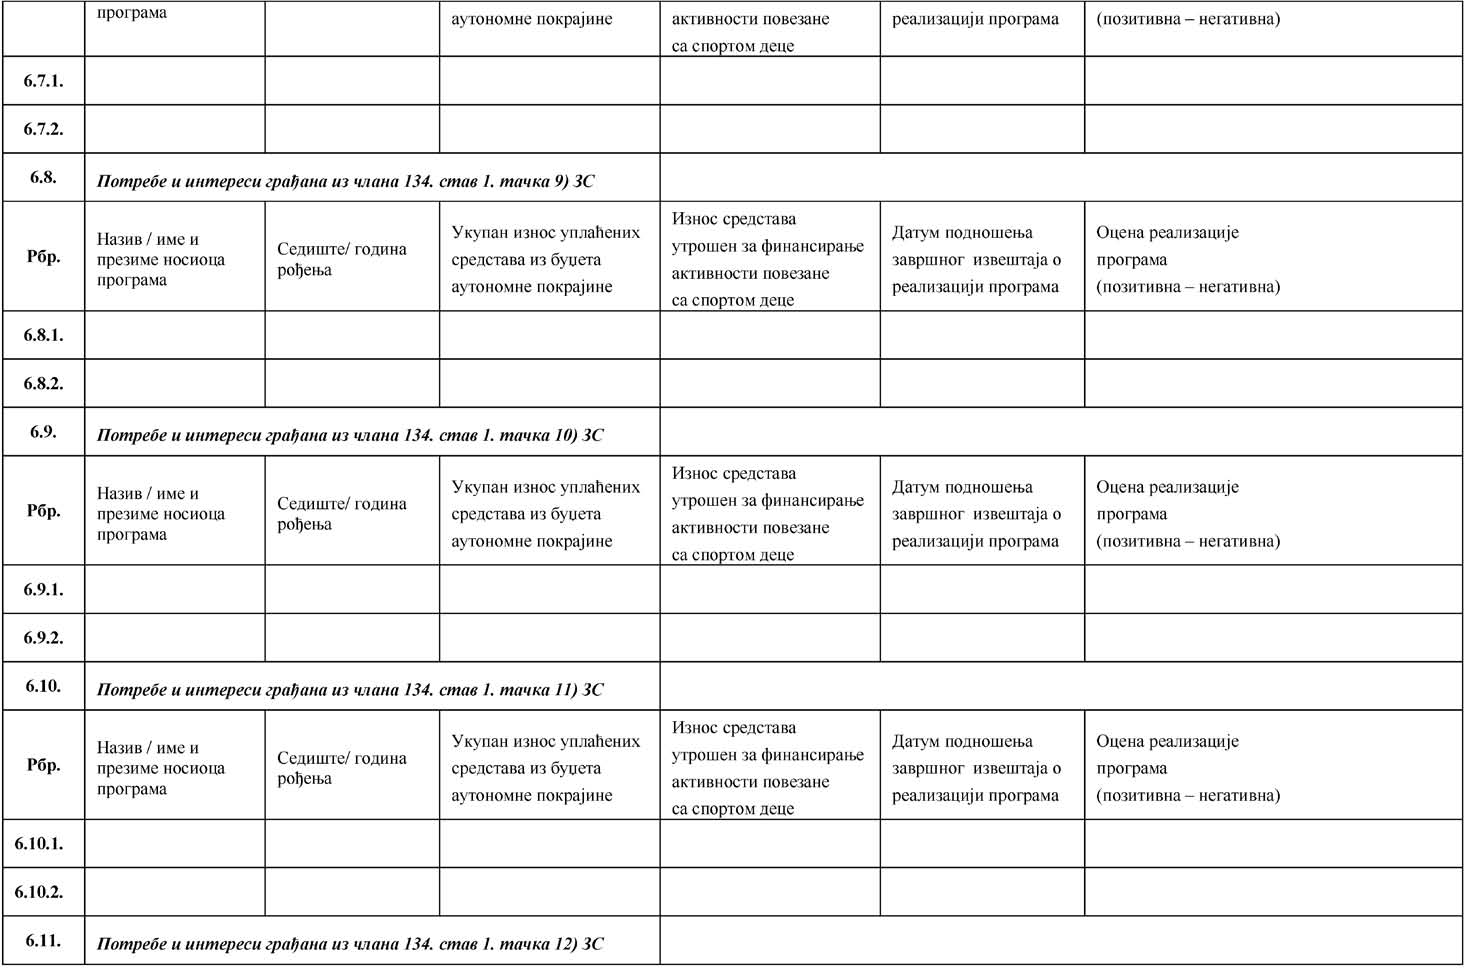 програма
аутономне покрајине
активности повезане
са спортом деце
реализацији програма
(позитивна – негативна)
6.7.1.
6.7.2.
6.8.
Потребе и интереси грађана из члана 134. став 1. тачка 9) ЗС
Рбр.
Назив / име и
презиме носиоца
програма
Седиште/ година
рођења
Укупан износ уплаћених
средстава из буџета
аутономне покрајине
Износ средстава
утрошен за финансирање
активности повезане
са спортом деце
Датум подношења
завршног извештаја о
реализацији програма
Оцена реализације
програма
(позитивна – негативна)
6.8.1.
6.8.2.
6.9.
Потребе и интереси грађана из члана 134. став 1. тачка 10) ЗС
Рбр.
Назив / име и
презиме носиоца
програма
Седиште/ година
рођења
Укупан износ уплаћених
средстава из буџета
аутономне покрајине
Износ средстава
утрошен за финансирање
активности повезане
са спортом деце
Датум подношења
завршног извештаја о
реализацији програма
Оцена реализације
програма
(позитивна – негативна)
6.9.1.
6.9.2.
6.10.
Потребе и интереси грађана из члана 134. став 1. тачка 11) ЗС
Рбр.
Назив / име и
презиме носиоца
програма
Седиште/ година
рођења
Укупан износ уплаћених
средстава из буџета
аутономне покрајине
Износ средстава
утрошен за финансирање
активности повезане
са спортом деце
Датум подношења
завршног извештаја о
реализацији програма
Оцена реализације
програма
(позитивна – негативна)
6.10.1.
6.10.2.
6.11.
Потребе и интереси грађана из члана 134. став 1. тачка 12) ЗС